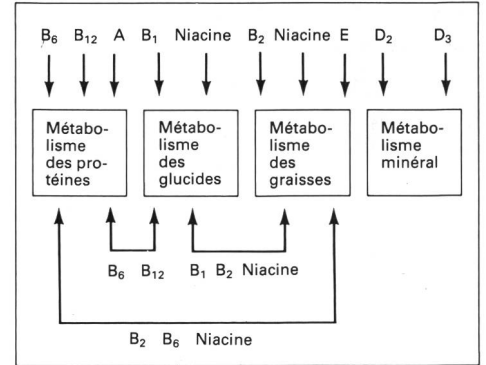 B₆ B₁₂ A B₁ Niacine B₂ Niacine E D₂ D₃
Métabo-
lisme
des pro-
téines
Métabo-
lisme
des
glucides
Métabo-
lisme
des
graisses
Métabo-
lisme
minéral
B₆ B₁₂ B₁ B₂ Niacine
B₂ B₆ Niacine